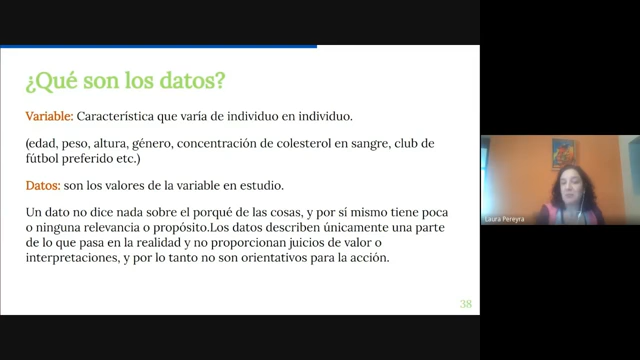 ¿Qué son los datos?
Variable: Característica que varía de individuo en individuo.
(edad, peso, altura, género, concentración de colesterol en sangre, club de
fútbol preferido etc.)
Datos: son los valores de la variable en estudio.
Un dato no dice nada sobre el porqué de las cosas, y por sí mismo tiene poca
o ninguna relevancia o propósito.Los datos describen únicamente una parte
de lo que pasa en la realidad y no proporcionan juicios de valor o
interpretaciones, y por lo tanto no son orientativos para la acción.
38
Laura Pereyra